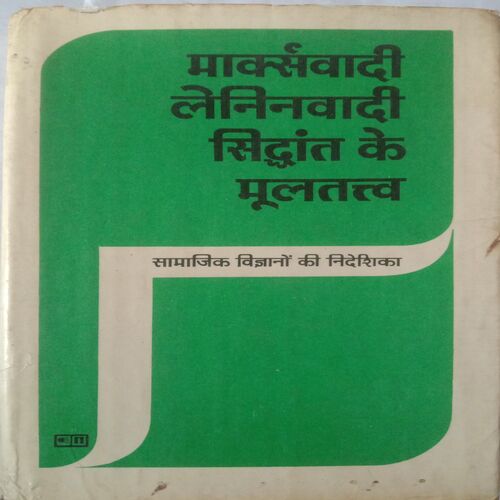 मार्क्सवादी
लेनिनवादी
सिद्धांत के
मूलतत्त्व
सामाजिक विज्ञानों की निदेशिका